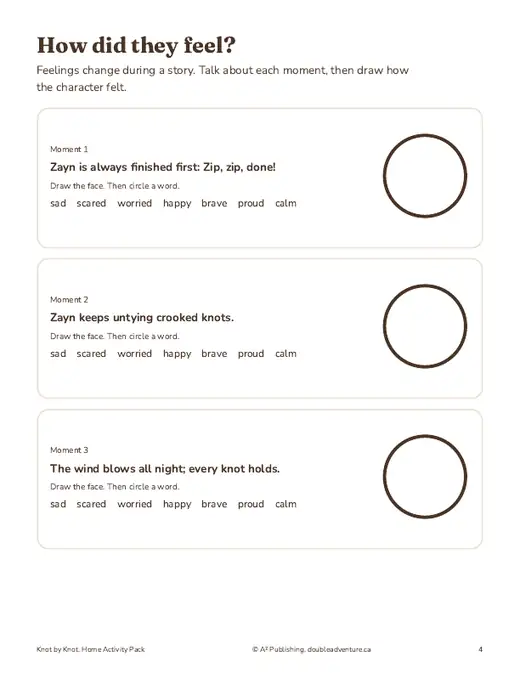 How did they feel?
Feelings change during a story. Talk about each moment, then draw how
the character felt.
Moment 1
Zayn is always finished first: Zip, zip, done!
Draw the face. Then circle a word.
sad scared worried happy brave proud calm
Moment 2
Zayn keeps untying crooked knots.
Draw the face. Then circle a word.
sad scared worried happy brave proud calm
Moment 3
The wind blows all night; every knot holds.
Draw the face. Then circle a word.
sad scared worried happy brave proud calm
Knot by Knot. Home Activity Pack © A² Publishing. doubleadventure.ca 4